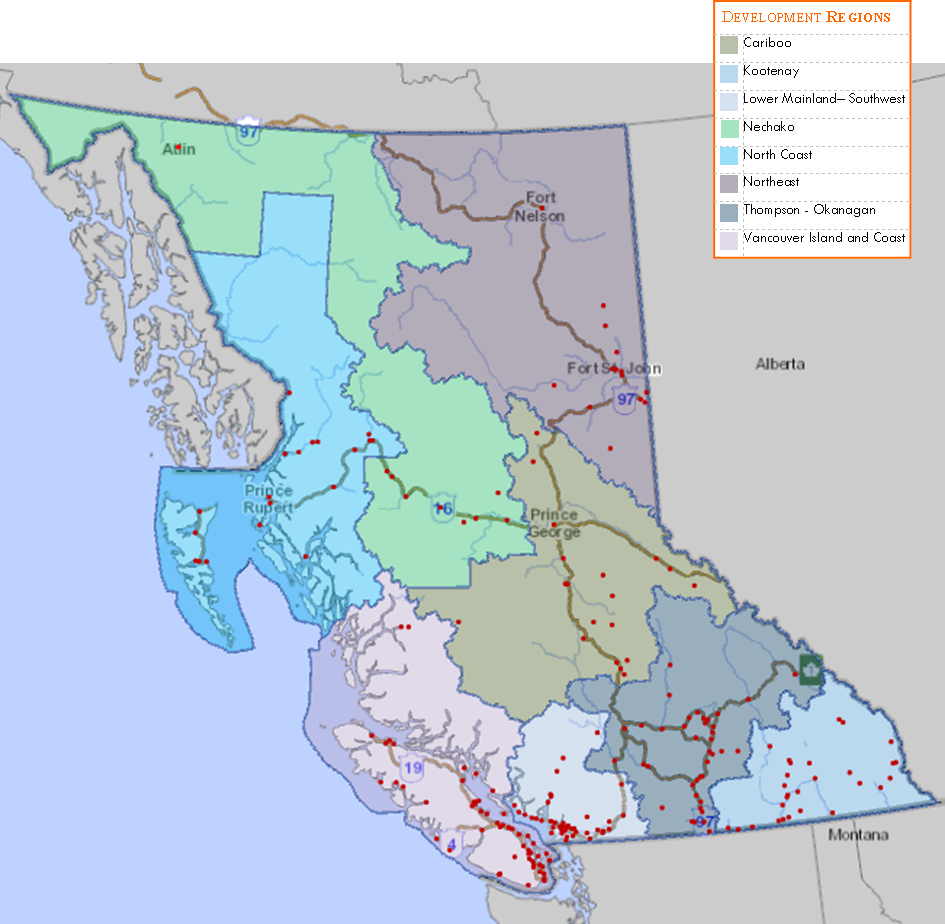 DEVELOPMENT REGIONS
Cariboo
Kootenay
Lower Mainland– Southwest
Nechako
North Coast
Northeast
Thompson - Okanagan
Vancouver Island and Coast
97
Atlin
Fort
Nelson
Alberta
Fort St. John
97
Prince
Rupert
16
Prince
George
1
19
4
97
Montana